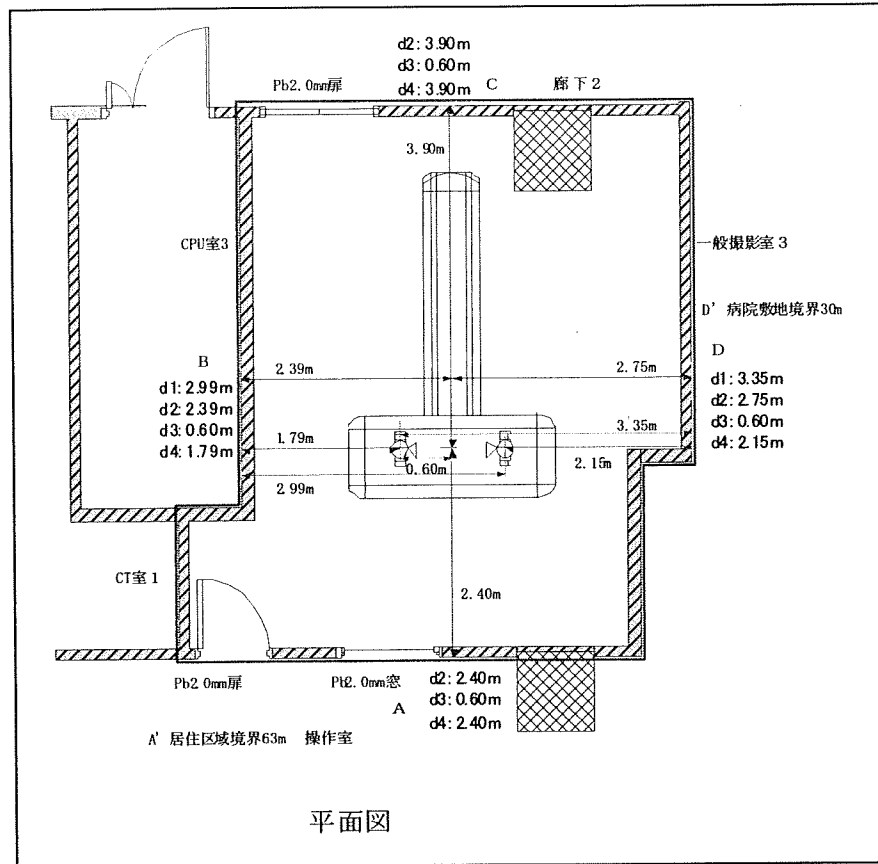 d2: 3.90m
d3: 0.60m
d4: 3.90m
Pb2.0mm扉
C
廊下2
3.90m
CPU室3
一般撮影室3
D' 病院敷地境界30m
B
D
2.39m
2.75m
d1: 2.99m
d2: 2.39m
d3: 0.60m
d4: 1.79m
d1: 3.35m
d2: 2.75m
d3: 0.60m
d4: 2.15m
3.35m
1.79m
0.60m
2.15m
2.99m
CT室1
2.40m
Pb2.0mm扉
Pb2.0mm窓
d2: 2.40m
d3: 0.60m
d4: 2.40m
A
A' 居住区域境界63m 操作室
平面図